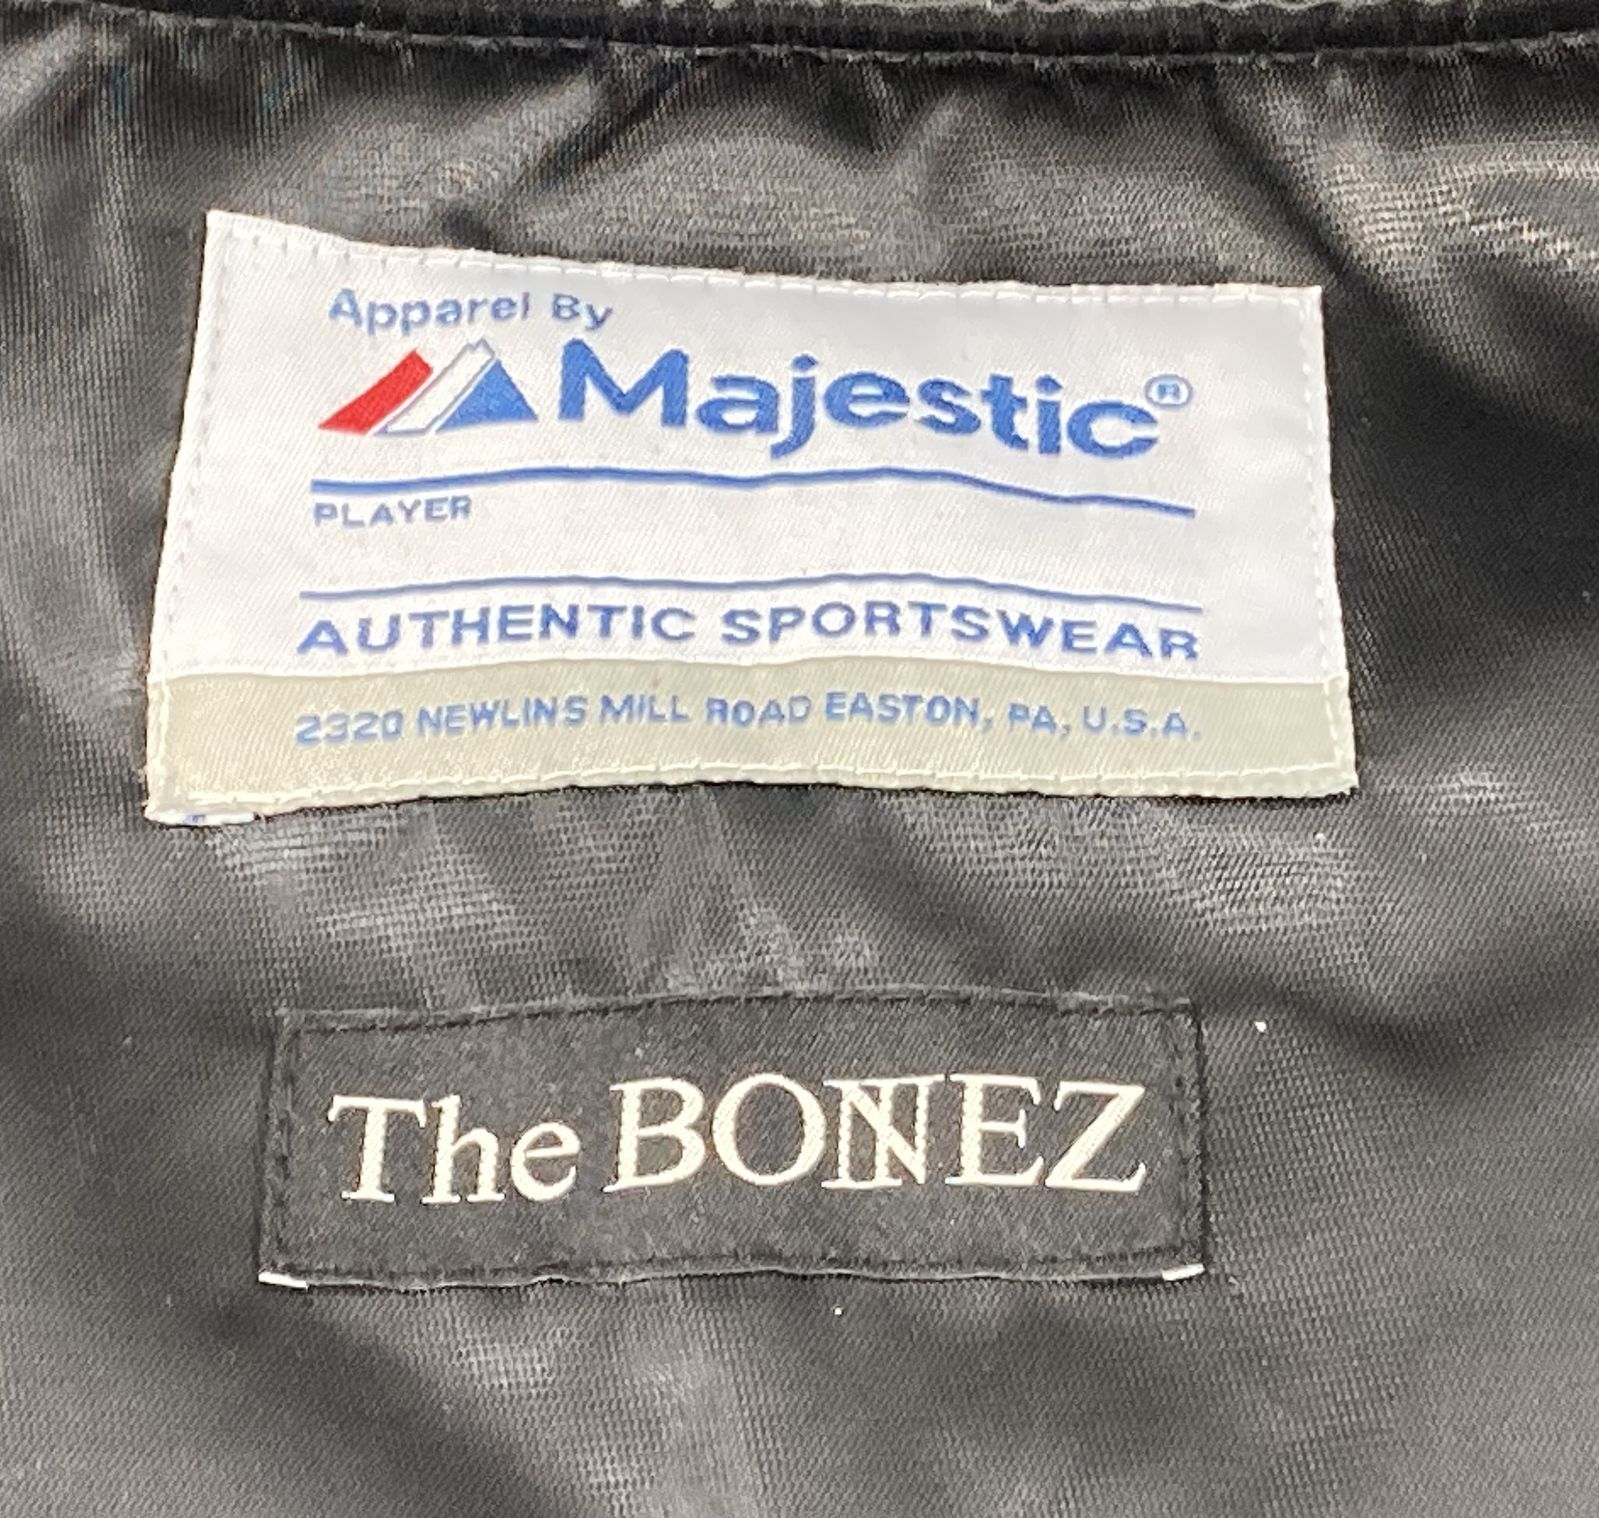 Apparel By
Majestic®
PLAYER
AUTHENTIC SPORTSWEAR
2320 NEWLINS MILL ROAD EASTON, PA, U.S.A.
The BONEZ